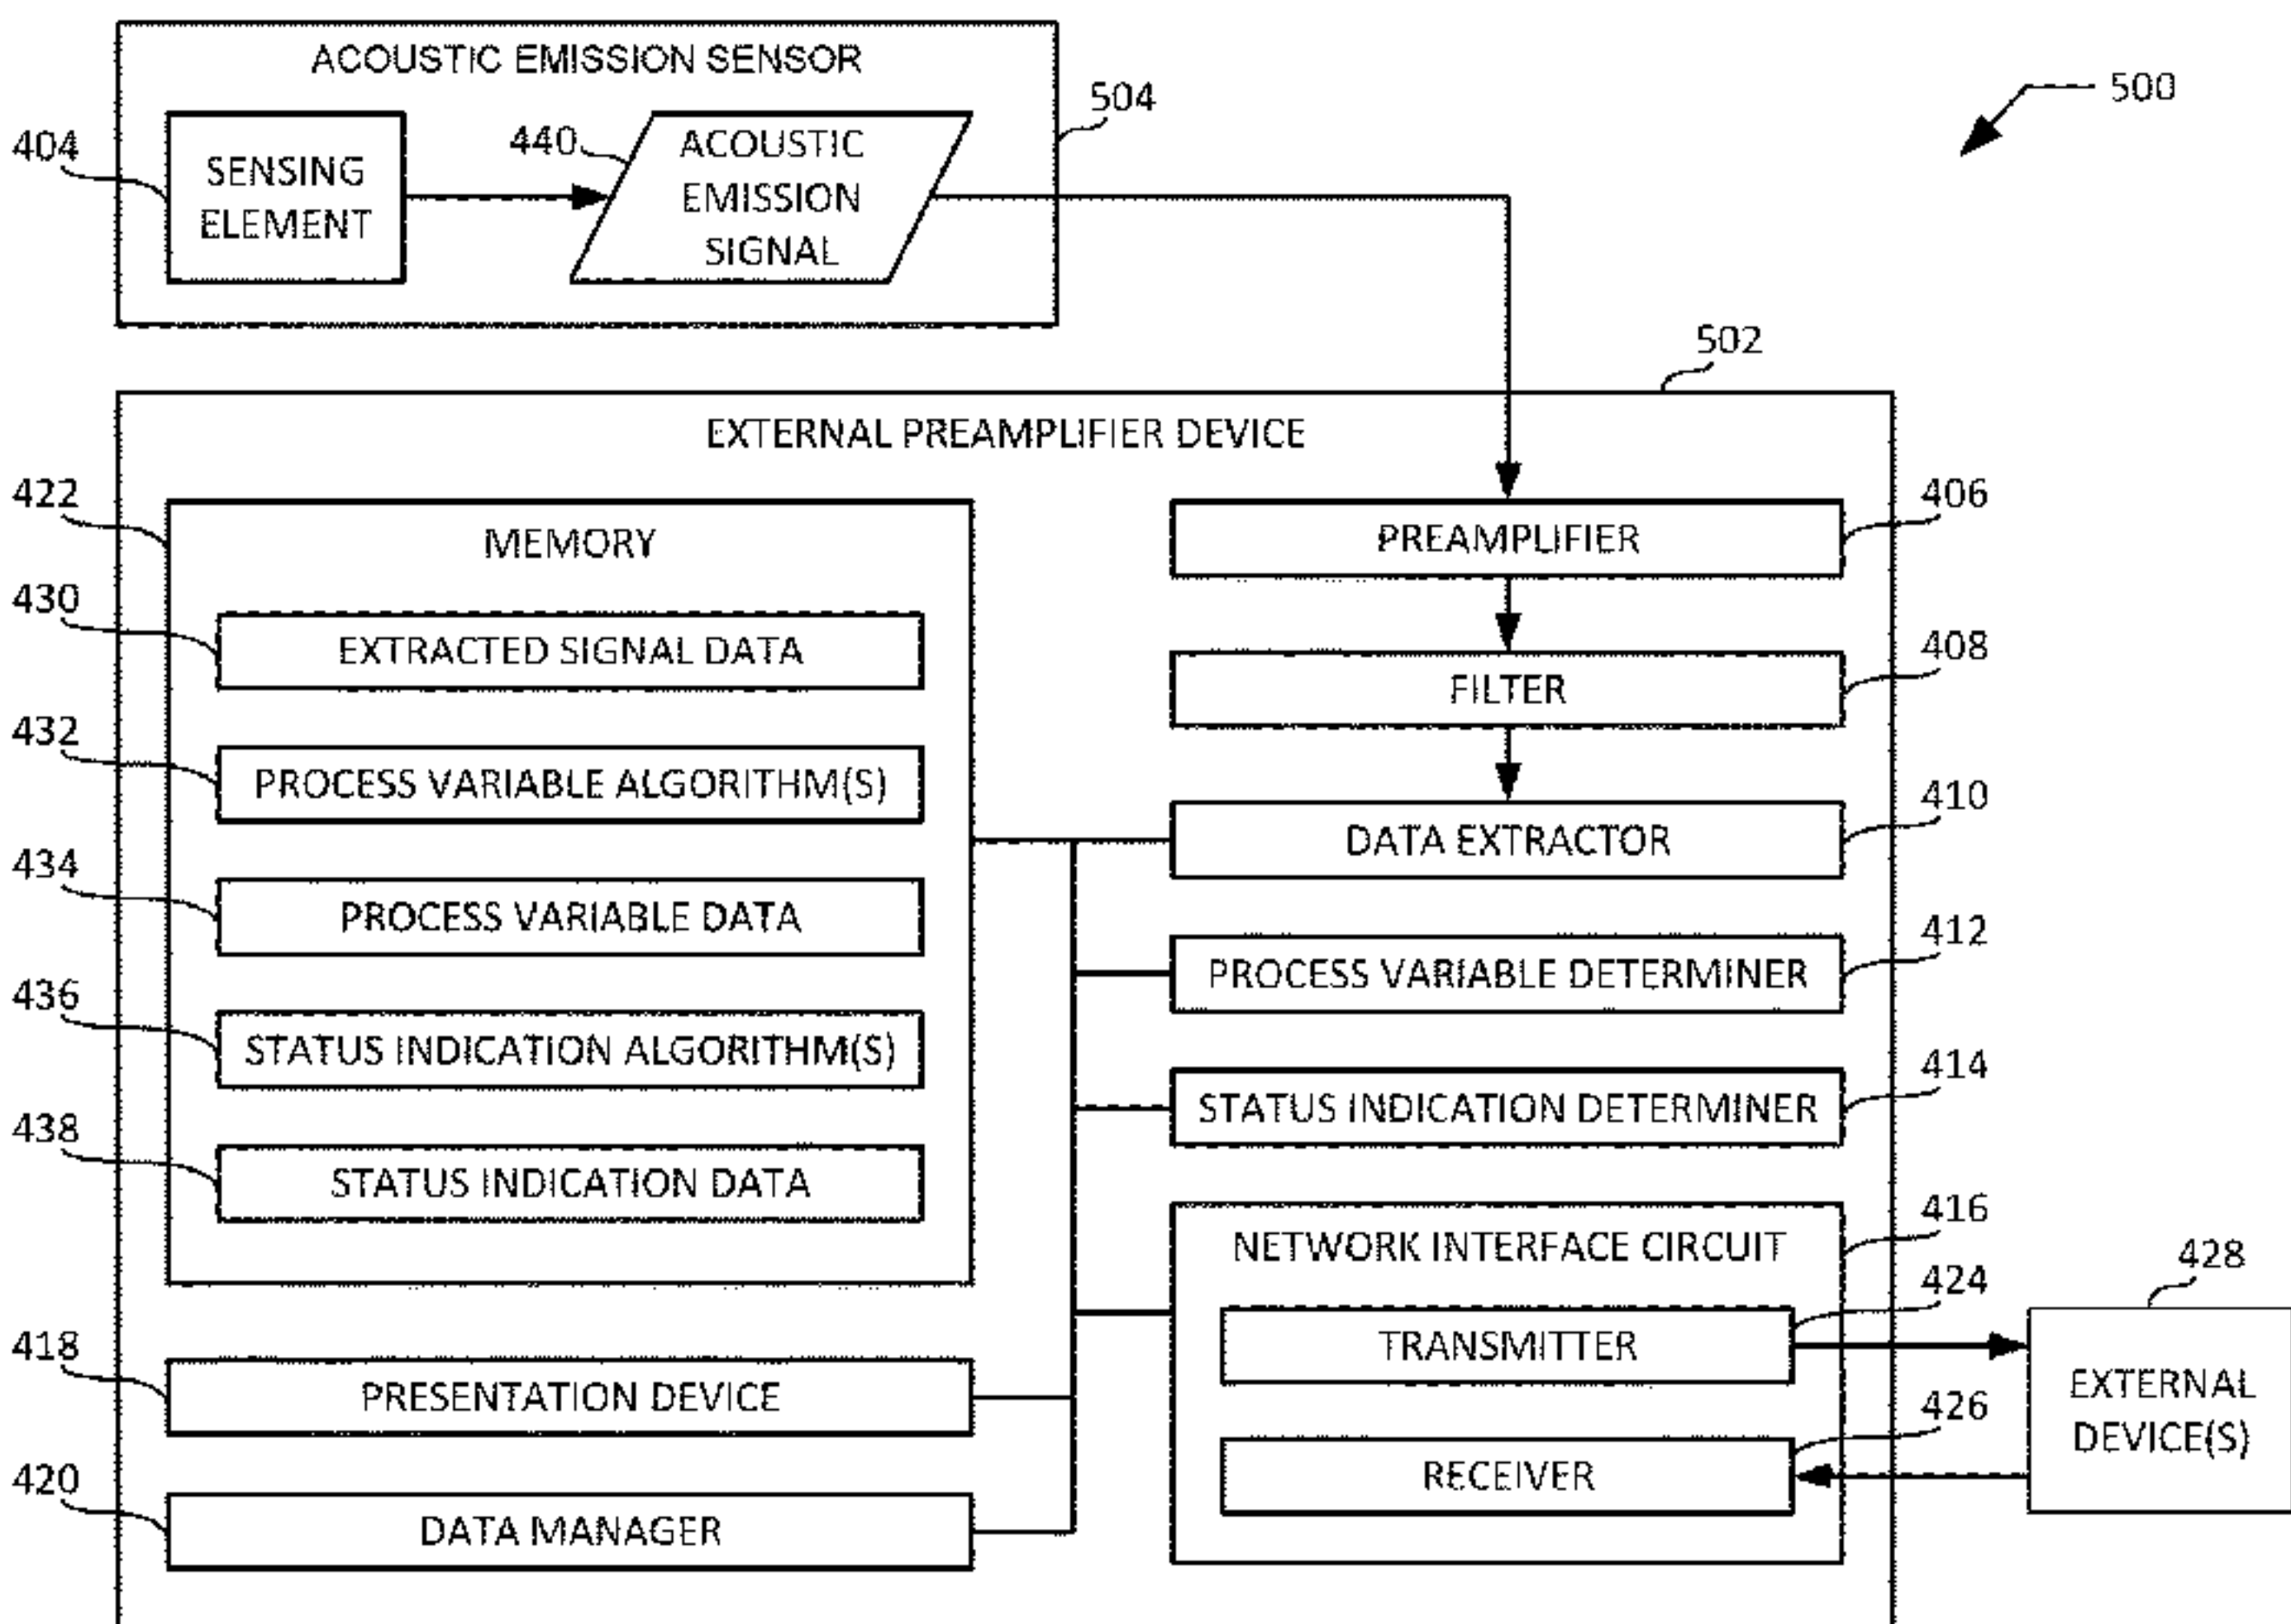 ACOUSTIC EMISSION SENSOR
504
500
404
SENSING
ELEMENT
440
ACOUSTIC
EMISSION
SIGNAL
502
EXTERNAL PREAMPLIFIER DEVICE
422
MEMORY
430
EXTRACTED SIGNAL DATA
432
PROCESS VARIABLE ALGORITHM(S)
434
PROCESS VARIABLE DATA
436
STATUS INDICATION ALGORITHM(S)
438
STATUS INDICATION DATA
418
PRESENTATION DEVICE
420
DATA MANAGER
406
PREAMPLIFIER
408
FILTER
410
DATA EXTRACTOR
412
PROCESS VARIABLE DETERMINER
414
STATUS INDICATION DETERMINER
416
NETWORK INTERFACE CIRCUIT
424
TRANSMITTER
426
RECEIVER
428
EXTERNAL
DEVICE(S)